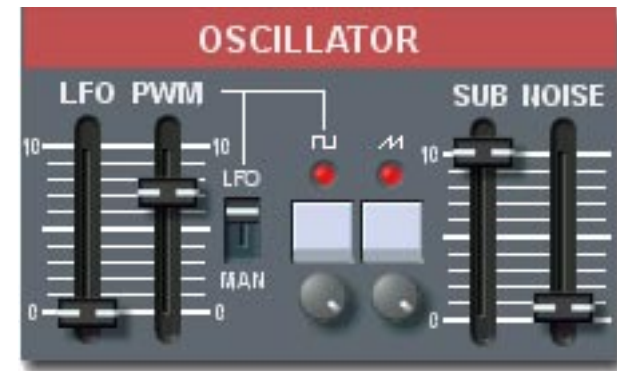 OSCILLATOR
LFO PWM SUB NOISE
10 10 10
LFO
MAN
0 0 0